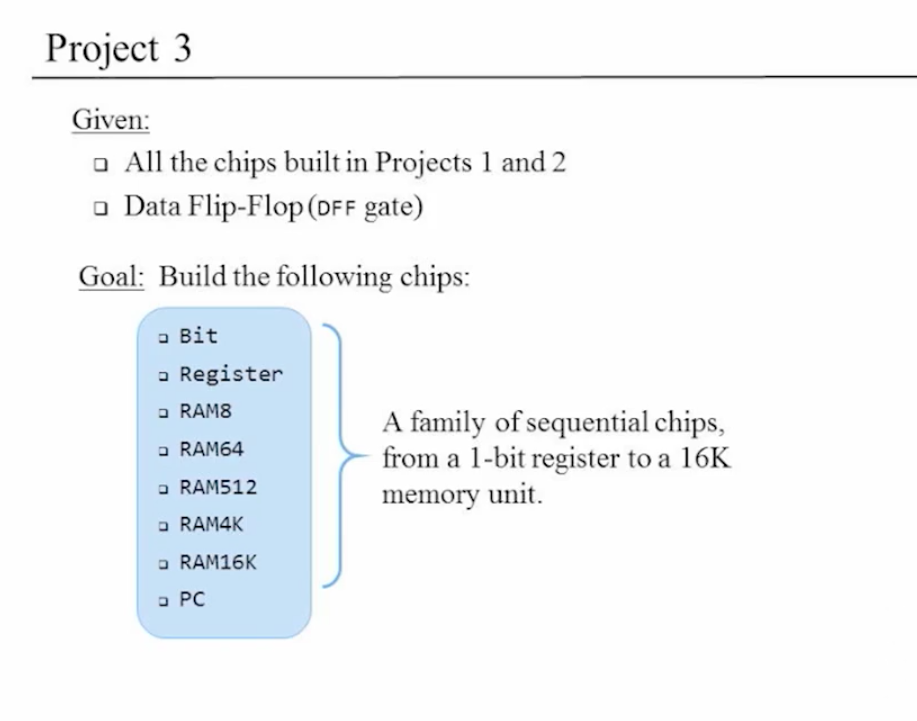 Project 3
Given:
All the chips built in Projects 1 and 2
Data Flip-Flop (DFF gate)
Goal: Build the following chips:
Bit
Register
RAM8
RAM64
RAM512
RAM4K
RAM16K
PC
A family of sequential chips,
from a 1-bit register to a 16K
memory unit.